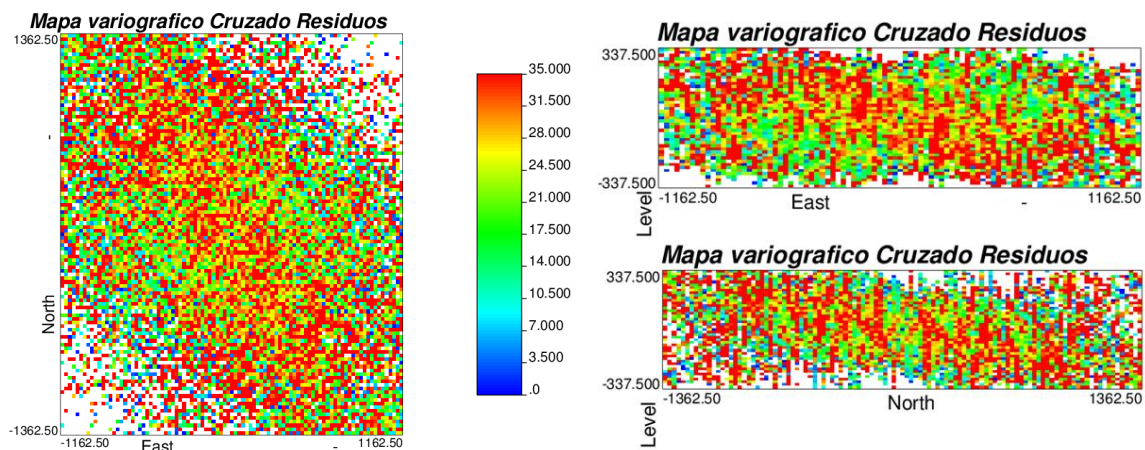 Mapa variografico Cruzado Residuos
1362.50
North
-
-1362.50
-1162.50
East
-
1162.50
35.000
31.500
28.000
24.500
21.000
17.500
14.000
10.500
7.000
3.500
.0
Mapa variografico Cruzado Residuos
337.500
-337.500
Level
-1162.50
East
-
1162.50
Mapa variografico Cruzado Residuos
337.500
-337.500
Level
-1362.50
North
1362.50